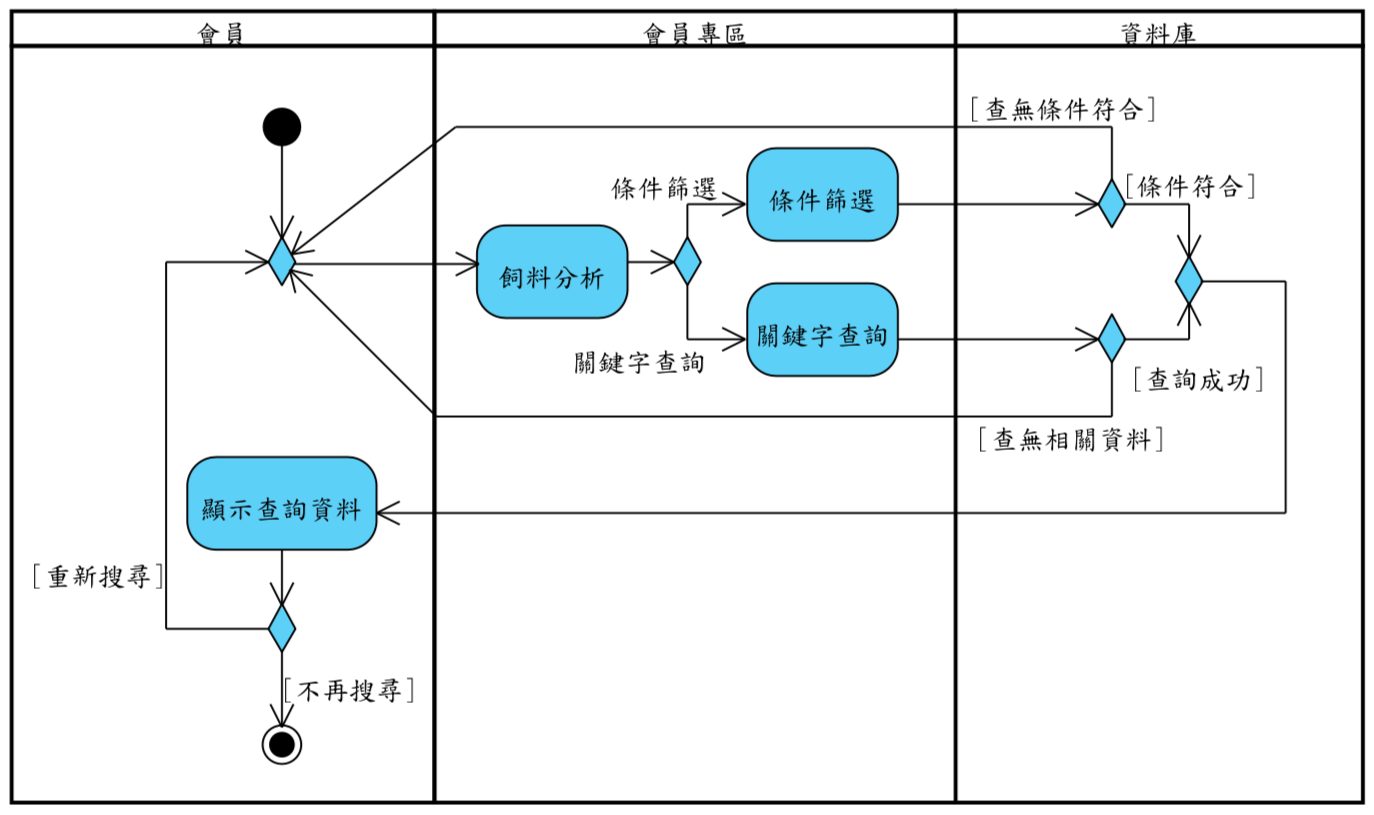 會員
會員專區
資料庫
[查無條件符合]
條件篩選
條件篩選
[條件符合]
飼料分析
關鍵字查詢
關鍵字查詢
[查詢成功]
[查無相關資料]
顯示查詢資料
[重新搜尋]
[不再搜尋]